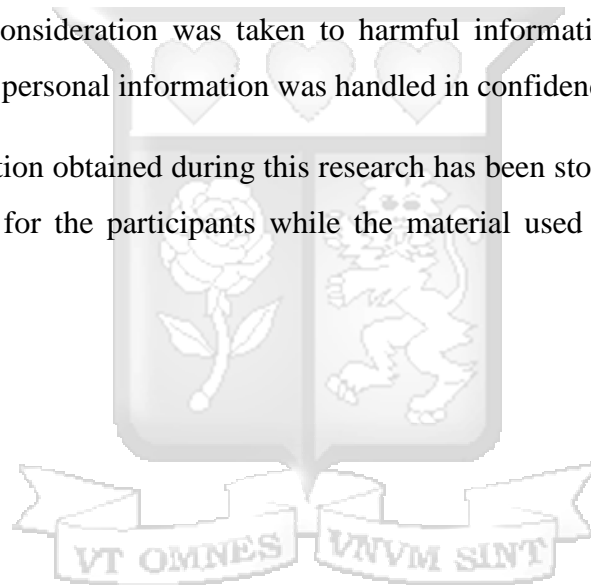 onsideration was taken to harmful informati
personal information was handled in confiden
tion obtained during this research has been sto
for the participants while the material used
VT OMNES VNVM SINT